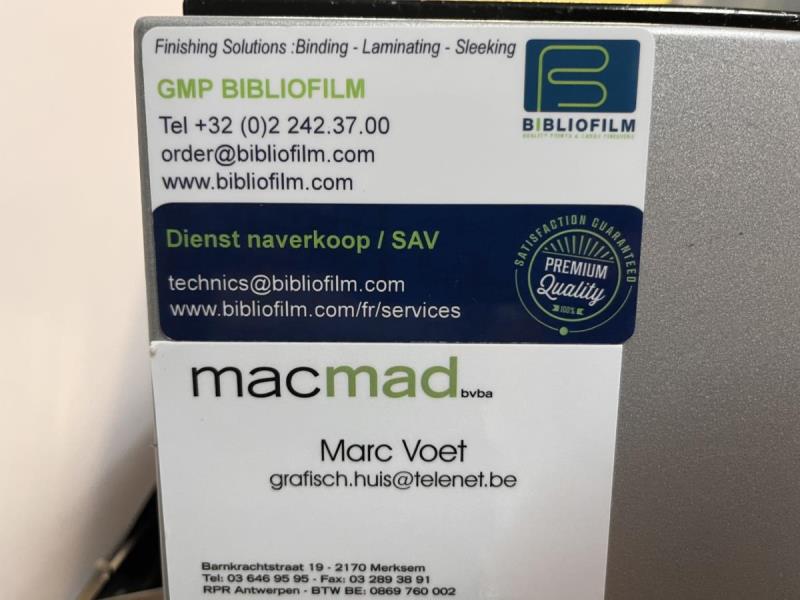 Finishing Solutions :Binding - Laminating - Sleeking
GMP BIBLIOFILM
Tel +32 (0)2 242.37.00
order@bibliofilm.com
www.bibliofilm.com
BIBLIOFILM
Dienst naverkoop / SAV
technics@bibliofilm.com
www.bibliofilm.com/fr/services
SATISFACTION GUARANTEED
PREMIUM
Quality
100%
macmad bvba
Marc Voet
grafisch.huis@telenet.be
Barnkrachtstraat 19 - 2170 Merksem
Tel: 03 646 95 95 - Fax: 03 289 38 91
RPR Antwerpen - BTW BE: 0869 760 002